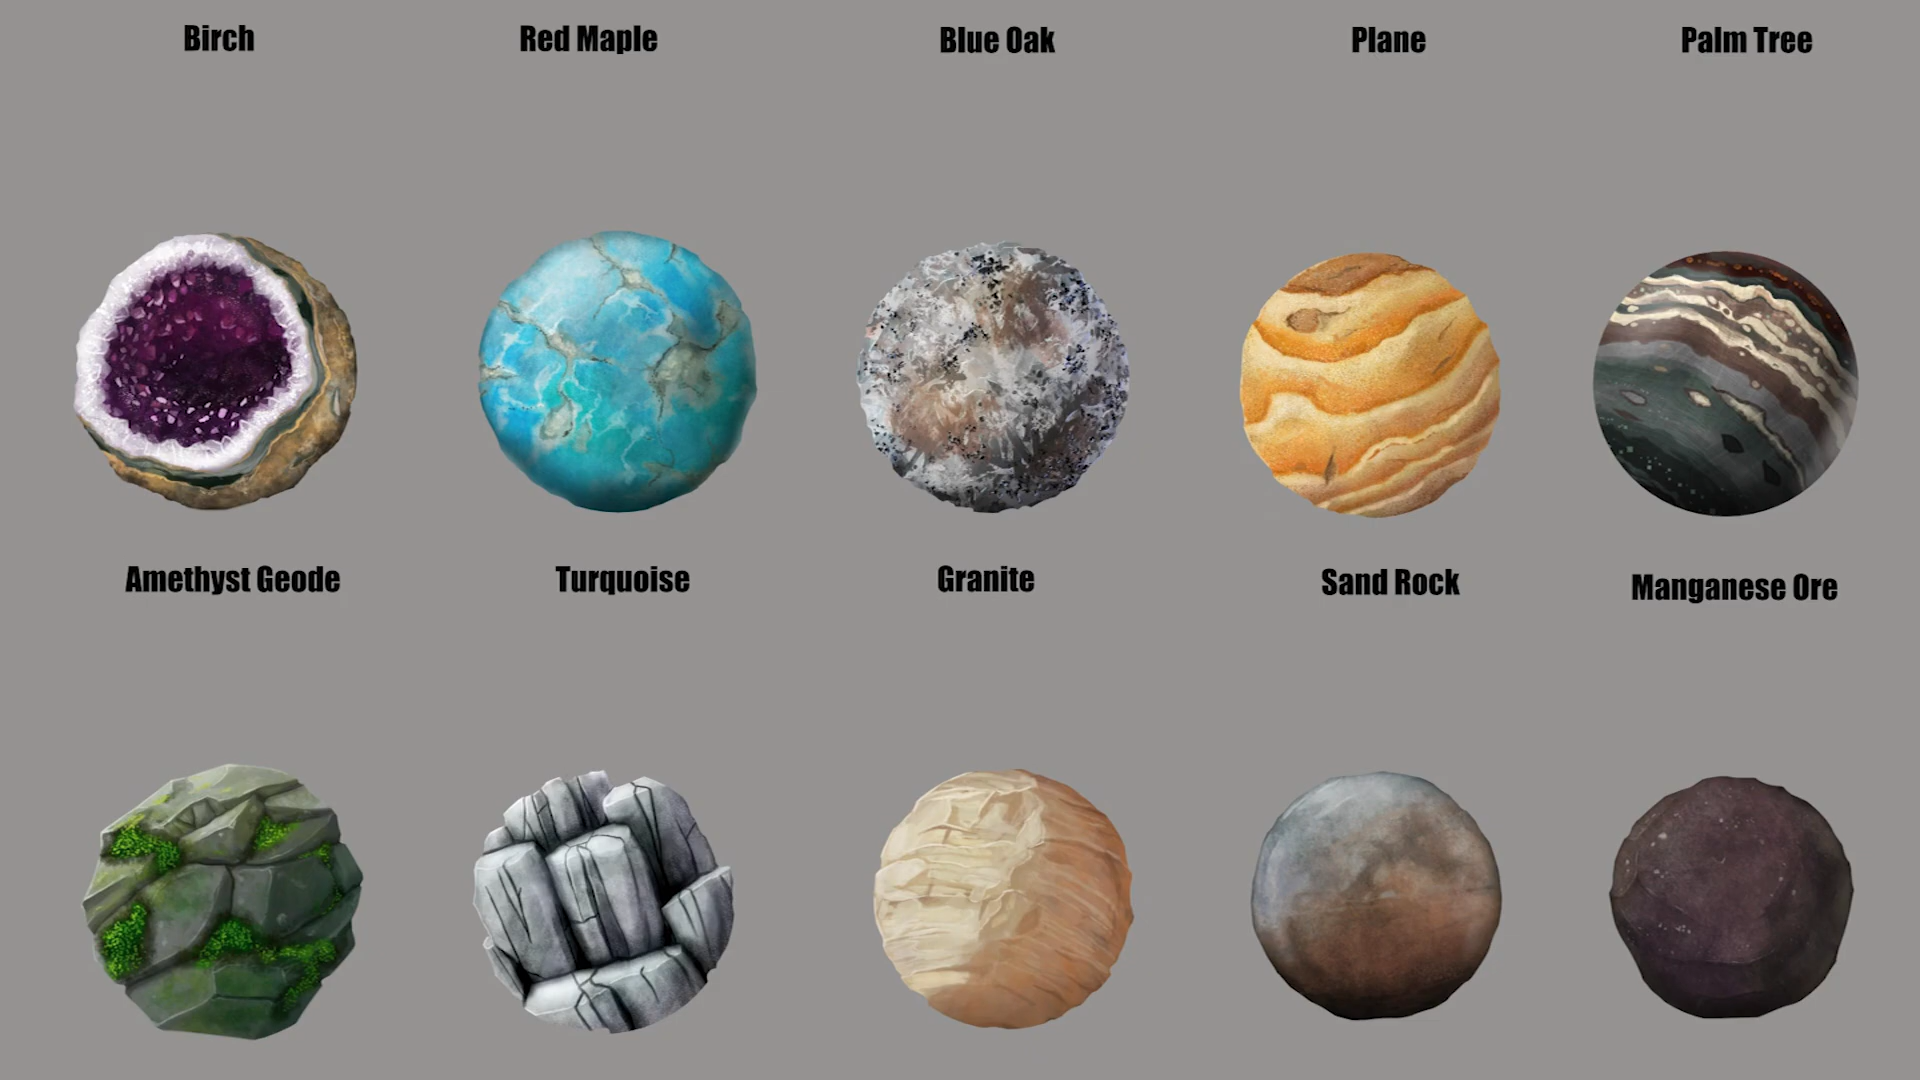 Birch
Red Maple
Blue Oak
Plane
Palm Tree
Amethyst Geode
Turquoise
Granite
Sand Rock
Manganese Ore